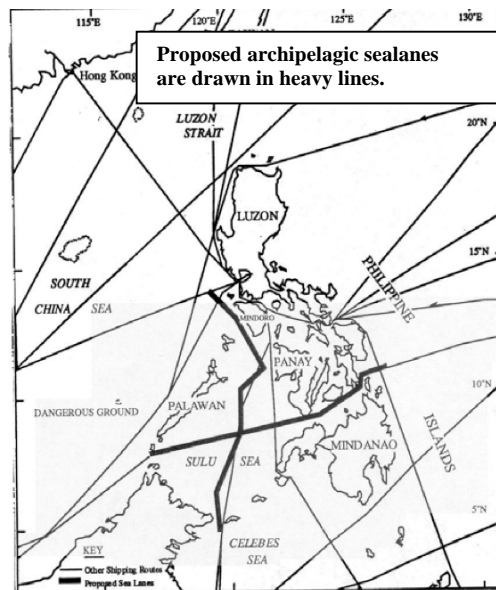 115°E
120°E
125°E
130°E
Proposed archipelagic sealanes
are drawn in heavy lines.
Hong Kong
LUZON
STRAIT
20°N
LUZON
15°N
PHILIPPINE
SOUTH
CHINA SEA
MINDORO
PANAY
10°N
DANGEROUS GROUND
PALAWAN
ISLANDS
MINDANAO
SULU SEA
5°N
CELEBES
SEA
KEY
Other Shipping Routes
Proposed Sea Lanes